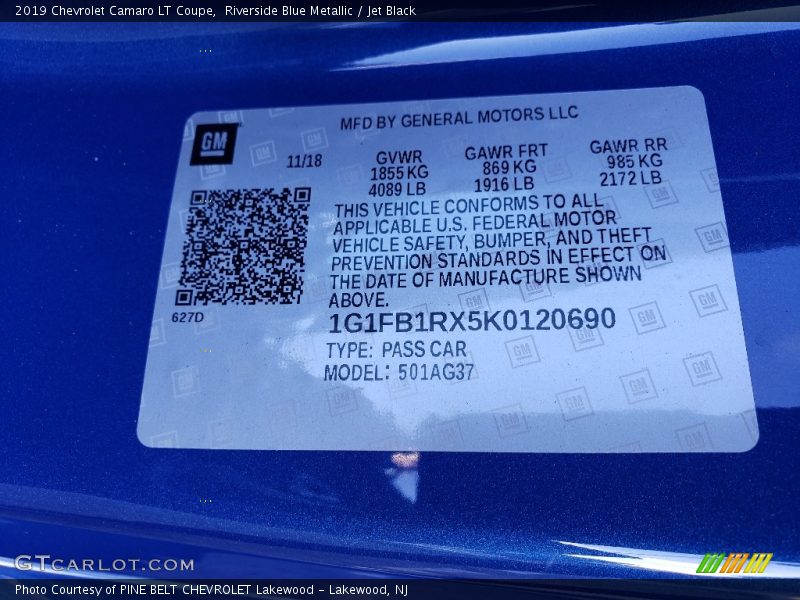 2019 Chevrolet Camaro LT Coupe, Riverside Blue Metallic / Jet Black
MFD BY GENERAL MOTORS LLC
GM
11/18
GVWR
1855 KG
4089 LB
GAWR FRT
869 KG
1916 LB
GAWR RR
985 KG
2172 LB
THIS VEHICLE CONFORMS TO ALL
APPLICABLE U.S. FEDERAL MOTOR
VEHICLE SAFETY, BUMPER, AND THEFT
PREVENTION STANDARDS IN EFFECT ON
THE DATE OF MANUFACTURE SHOWN
ABOVE.
627D
1G1FB1RX5K0120690
TYPE: PASS CAR
MODEL: 501AG37
GTCARLOT.COM
Photo Courtesy of PINE BELT CHEVROLET Lakewood - Lakewood, NJ